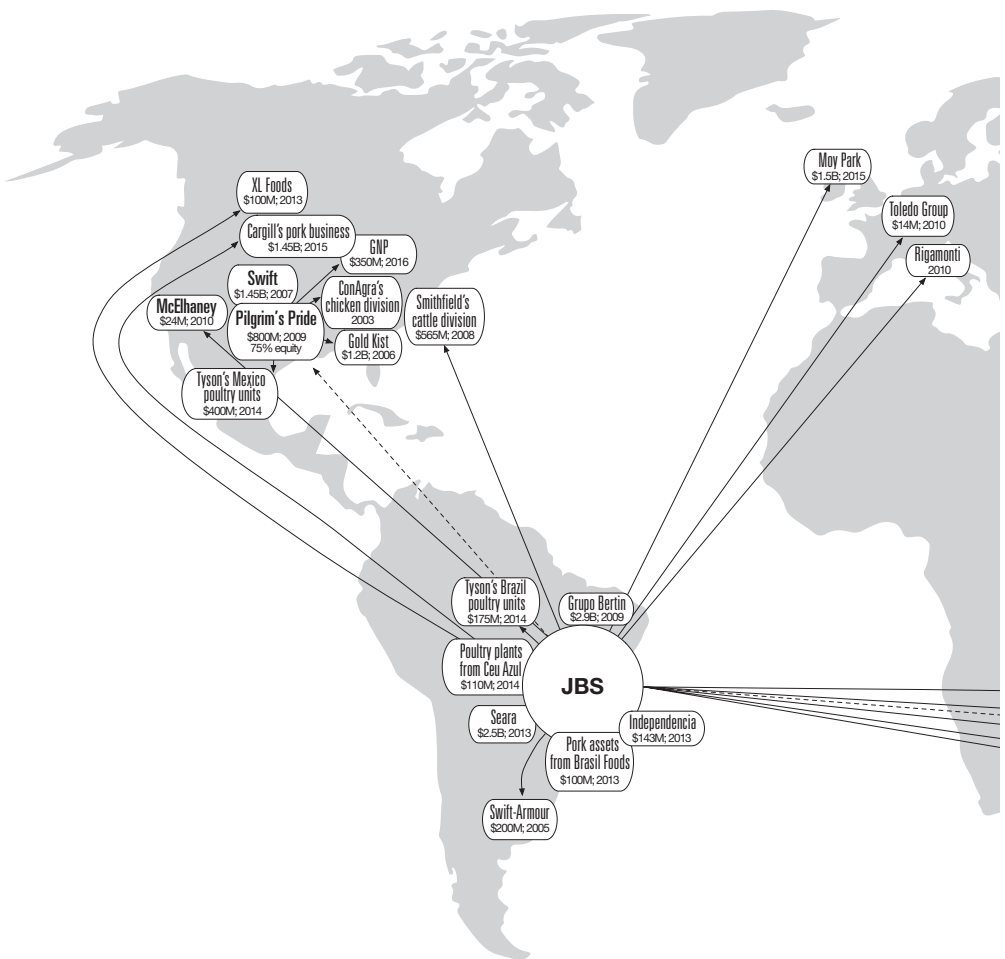 XL Foods
$100M; 2013
Cargill's pork business
$1.45B; 2015
GNP
$350M; 2016
Swift
$1.45B; 2007
ConAgra's
chicken division
2003
McElhaney
$24M; 2010
Pilgrim's Pride
$800M; 2009
75% equity
Gold Kist
$1.2B; 2006
Smithfield's
cattle division
$565M; 2008
Tyson's Mexico
poultry units
$400M; 2014
Moy Park
$1.5B; 2015
Toledo Group
$14M; 2010
Rigamonti
2010
Tyson's Brazil
poultry units
$175M; 2014
Grupo Bertin
$2.9B; 2009
Poultry plants
from Ceu Azul
$110M; 2014
JBS
Seara
$2.5B; 2013
Independencia
$143M; 2013
Pork assets
from Brasil Foods
$100M; 2013
Swift-Armour
$200M; 2005